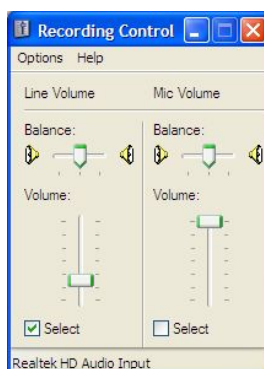 Recording Control
Options Help
Line Volume Mic Volume
Balance: Balance:
Volume: Volume:
Select Select
Realtek HD Audio Input